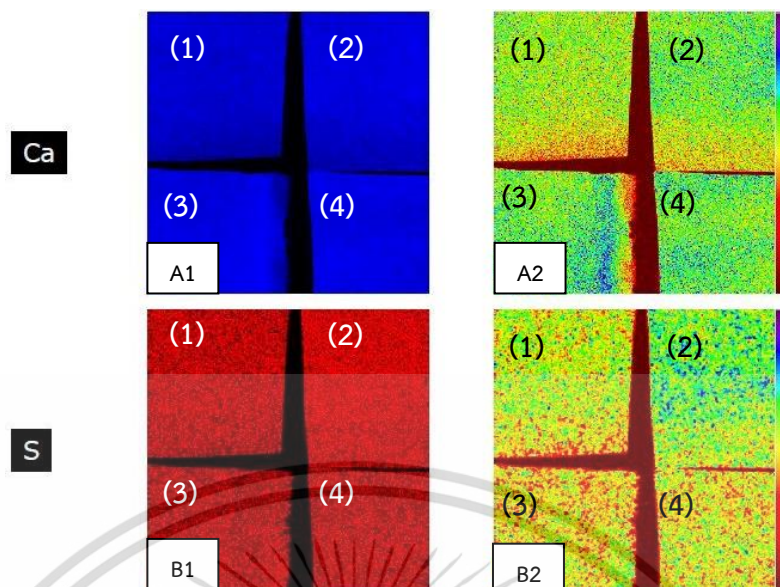 (1) (2) (1) (2)
Ca
(3) (4) (3) (4)
A1 A2
(1) (2) (1) (2)
S
(3) (4) (3) (4)
B1 B2